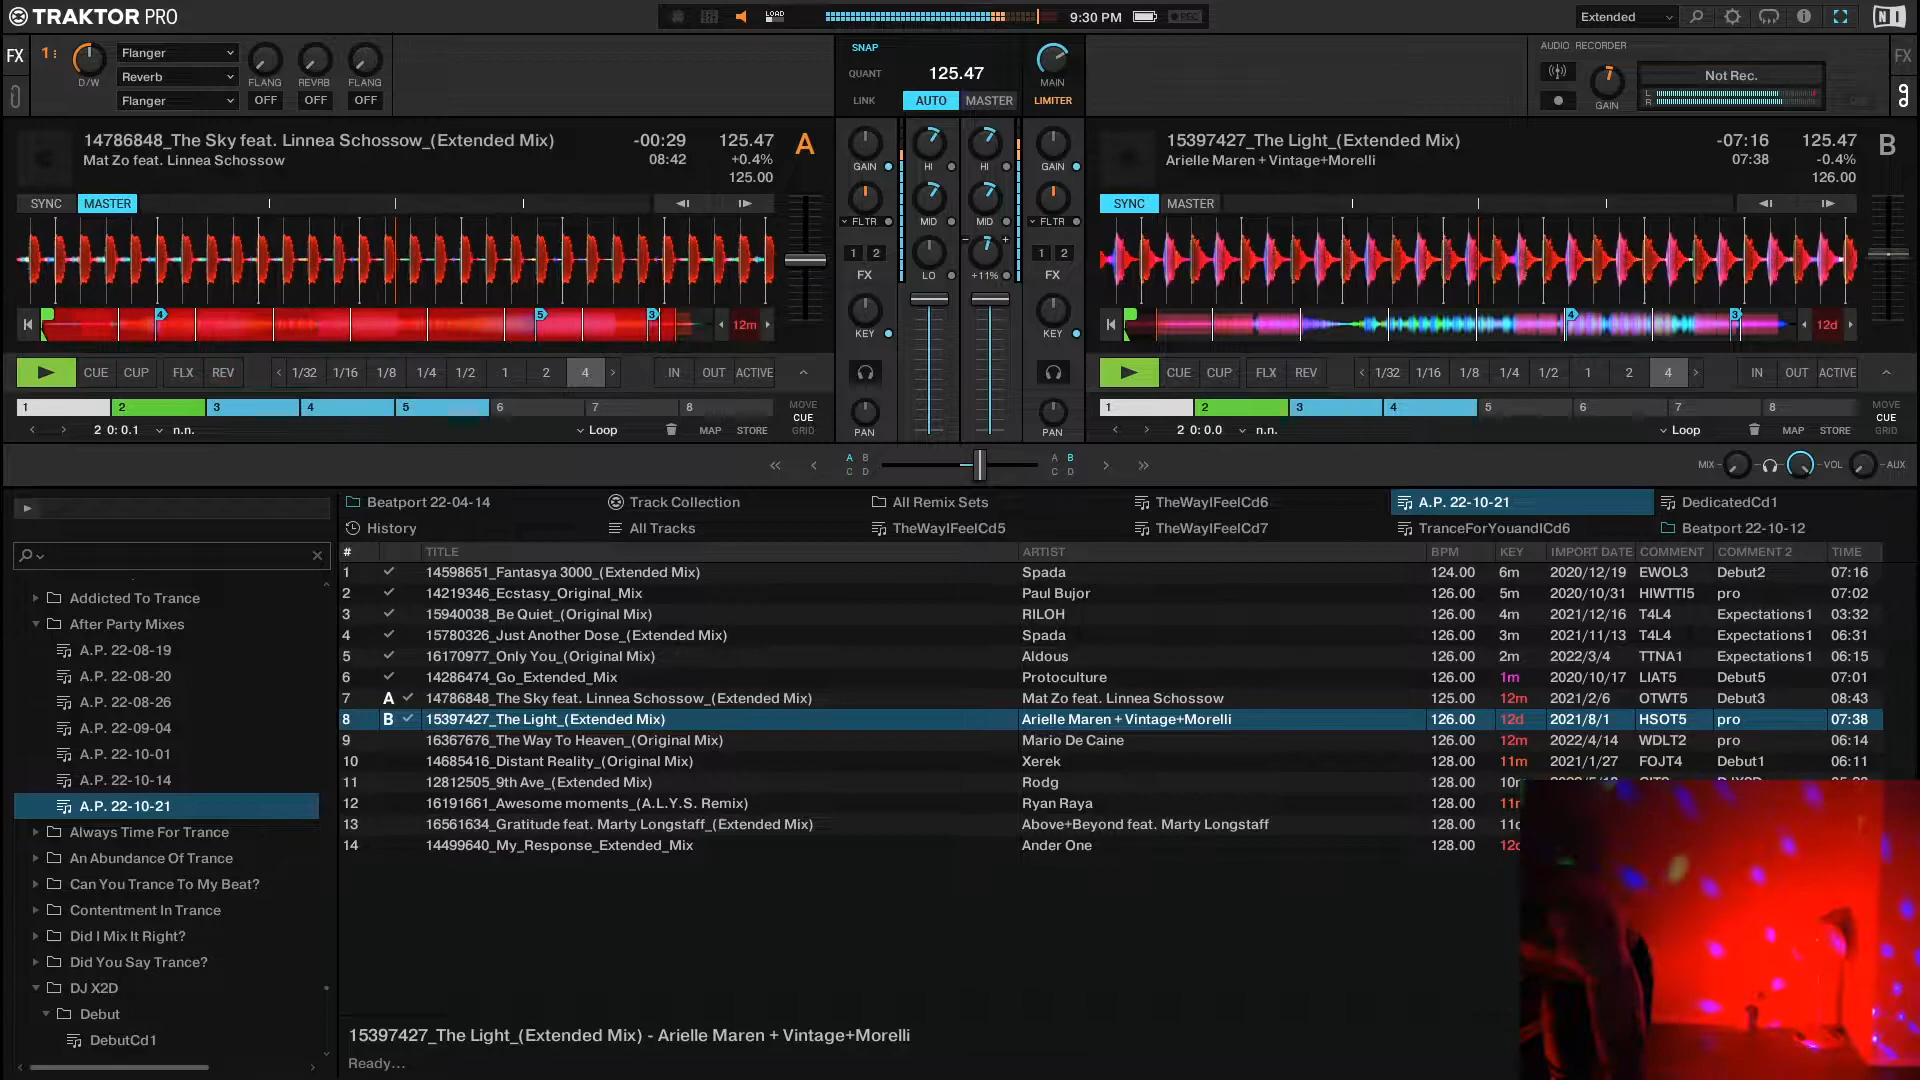 TRAKTOR PRO
LOAD
9:30 PM
REC
Extended
FX
1
D/W
Flanger
Reverb
Flanger
FLANG
REVRB
FLANG
OFF
OFF
OFF
SNAP
QUANT
125.47
MAIN
LINK
AUTO
MASTER
LIMITER
AUDIO RECORDER
GAIN
Not Rec.
L
R
FX
14786848_The Sky feat. Linnea Schossow_(Extended Mix)
-00:29
125.47
A
Mat Zo feat. Linnea Schossow
08:42
+0.4%
125.00
SYNC
MASTER
4
5
3
12m
CUE
CUP
FLX
REV
1/32
1/16
1/8
1/4
1/2
1
2
4
IN
OUT
ACTIVE
1
2
3
4
5
6
7
8
MOVE
CUE
GRID
2 0: 0.1
n.n.
Loop
MAP
STORE
GAIN
HI
HI
GAIN
FLTR
MID
MID
FLTR
1
2
LO
+11%
1
2
FX
FX
KEY
KEY
PAN
PAN
15397427_The Light_(Extended Mix)
-07:16
125.47
B
Arielle Maren + Vintage+Morelli
07:38
-0.4%
126.00
SYNC
MASTER
4
3
12d
CUE
CUP
FLX
REV
1/32
1/16
1/8
1/4
1/2
1
2
4
IN
OUT
ACTIVE
1
2
3
4
5
6
7
8
MOVE
CUE
GRID
2 0: 0.0
n.n.
Loop
MAP
STORE
A B
C D
A B
C D
MIX
VOL
AUX
Beatport 22-04-14
Track Collection
All Remix Sets
TheWayIFeelCd6
A.P. 22-10-21
DedicatedCd1
History
All Tracks
TheWayIFeelCd5
TheWayIFeelCd7
TranceForYouandICd6
Beatport 22-10-12
Addicted To Trance
After Party Mixes
A.P. 22-08-19
A.P. 22-08-20
A.P. 22-08-26
A.P. 22-09-04
A.P. 22-10-01
A.P. 22-10-14
A.P. 22-10-21
Always Time For Trance
An Abundance Of Trance
Can You Trance To My Beat?
Contentment In Trance
Did I Mix It Right?
Did You Say Trance?
DJ X2D
Debut
DebutCd1
# TITLE ARTIST BPM KEY IMPORT DATE COMMENT COMMENT 2 TIME
1 14598651_Fantasya 3000_(Extended Mix) Spada 124.00 6m 2020/12/19 EWOL3 Debut2 07:16
2 14219346_Ecstasy_Original_Mix Paul Bujor 126.00 5m 2020/10/31 HIWTTI5 pro 07:02
3 15940038_Be Quiet_(Original Mix) RILOH 126.00 4m 2021/12/16 T4L4 Expectations1 03:32
4 15780326_Just Another Dose_(Extended Mix) Spada 126.00 3m 2021/11/13 T4L4 Expectations1 06:31
5 16170977_Only You_(Original Mix) Aldous 126.00 2m 2022/3/4 TTNA1 Expectations1 06:15
6 14286474_Go_Extended_Mix Protoculture 126.00 1m 2020/10/17 LIAT5 Debut5 07:01
7 A 14786848_The Sky feat. Linnea Schossow_(Extended Mix) Mat Zo feat. Linnea Schossow 125.00 12m 2021/2/6 OTWT5 Debut3 08:43
8 B 15397427_The Light_(Extended Mix) Arielle Maren + Vintage+Morelli 126.00 12d 2021/8/1 HSOT5 pro 07:38
9 16367676_The Way To Heaven_(Original Mix) Mario De Caine 126.00 12m 2022/4/14 WDLT2 pro 06:14
10 14685416_Distant Reality_(Original Mix) Xerek 128.00 11m 2021/1/27 FOJT4 Debut1 06:11
11 12812505_9th Ave_(Extended Mix) Rodg 128.00
12 16191661_Awesome moments_(A.L.Y.S. Remix) Ryan Raya 128.00
13 16561634_Gratitude feat. Marty Longstaff_(Extended Mix) Above+Beyond feat. Marty Longstaff 128.00
14 14499640_My_Response_Extended_Mix Ander One 128.00
15397427_The Light_(Extended Mix) - Arielle Maren + Vintage+Morelli
Ready...